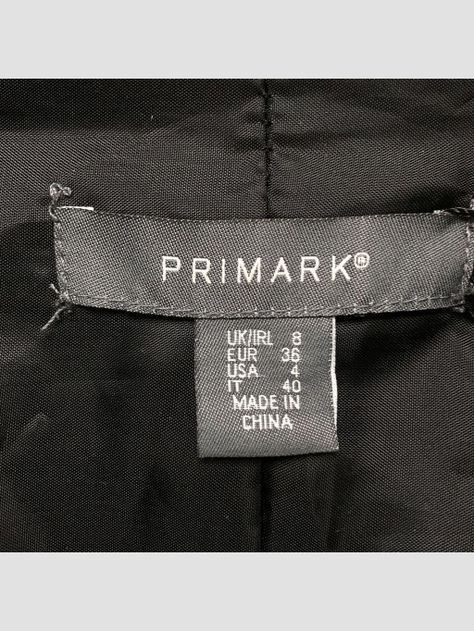 PRIMARK®
UK/IRL 8
EUR 36
USA 4
IT 40
MADE IN
CHINA